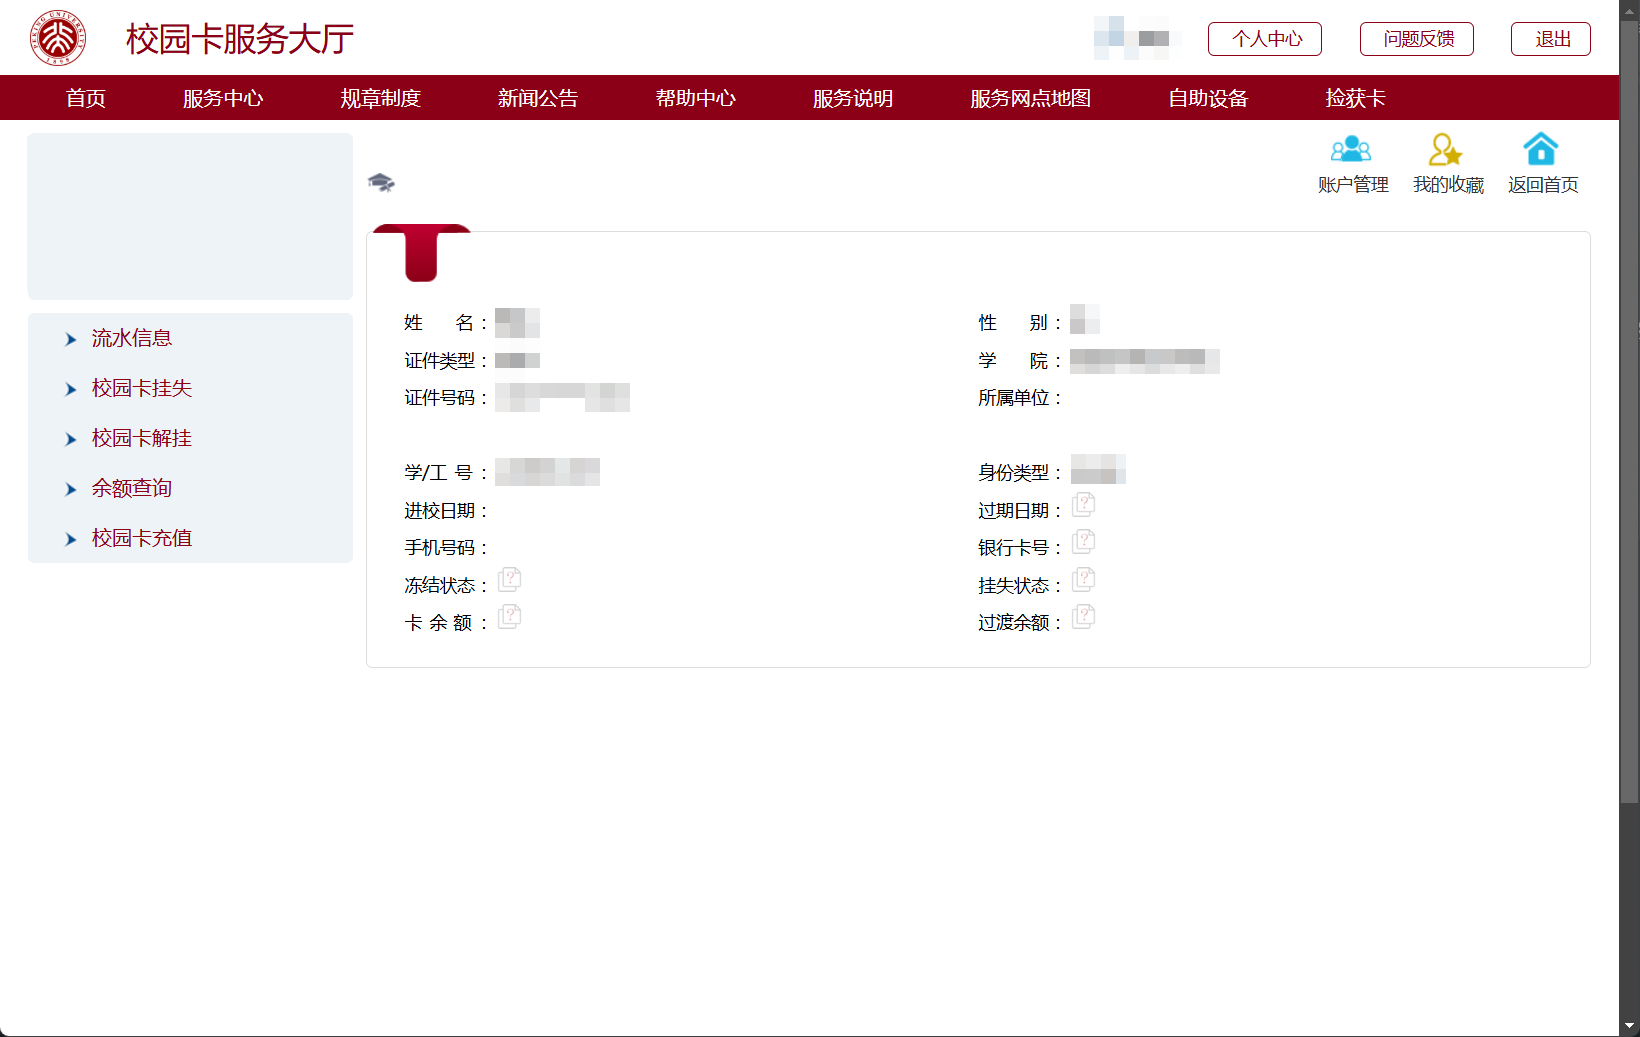 PEKING UNIVERSITY
1898
校园卡服务大厅
个人中心
问题反馈
退出
首页
服务中心
规章制度
新闻公告
帮助中心
服务说明
服务网点地图
自助设备
捡获卡
账户管理
我的收藏
返回首页
流水信息
校园卡挂失
校园卡解挂
余额查询
校园卡充值
姓 名：
性 别：
证件类型：
学 院：
证件号码：
所属单位：
学/工 号：
身份类型：
进校日期：
过期日期：
手机号码：
银行卡号：
冻结状态：
挂失状态：
卡 余 额：
过渡余额：